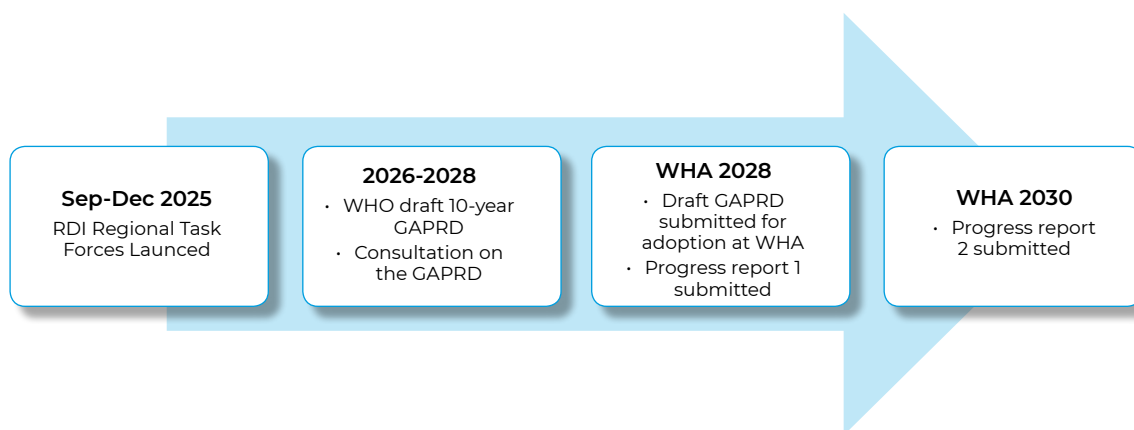 Sep-Dec 2025
RDI Regional Task
Forces Launced
2026-2028
· WHO draft 10-year
GAPRD
· Consultation on
the GAPRD
WHA 2028
· Draft GAPRD
submitted for
adoption at WHA
· Progress report 1
submitted
WHA 2030
· Progress report
2 submitted